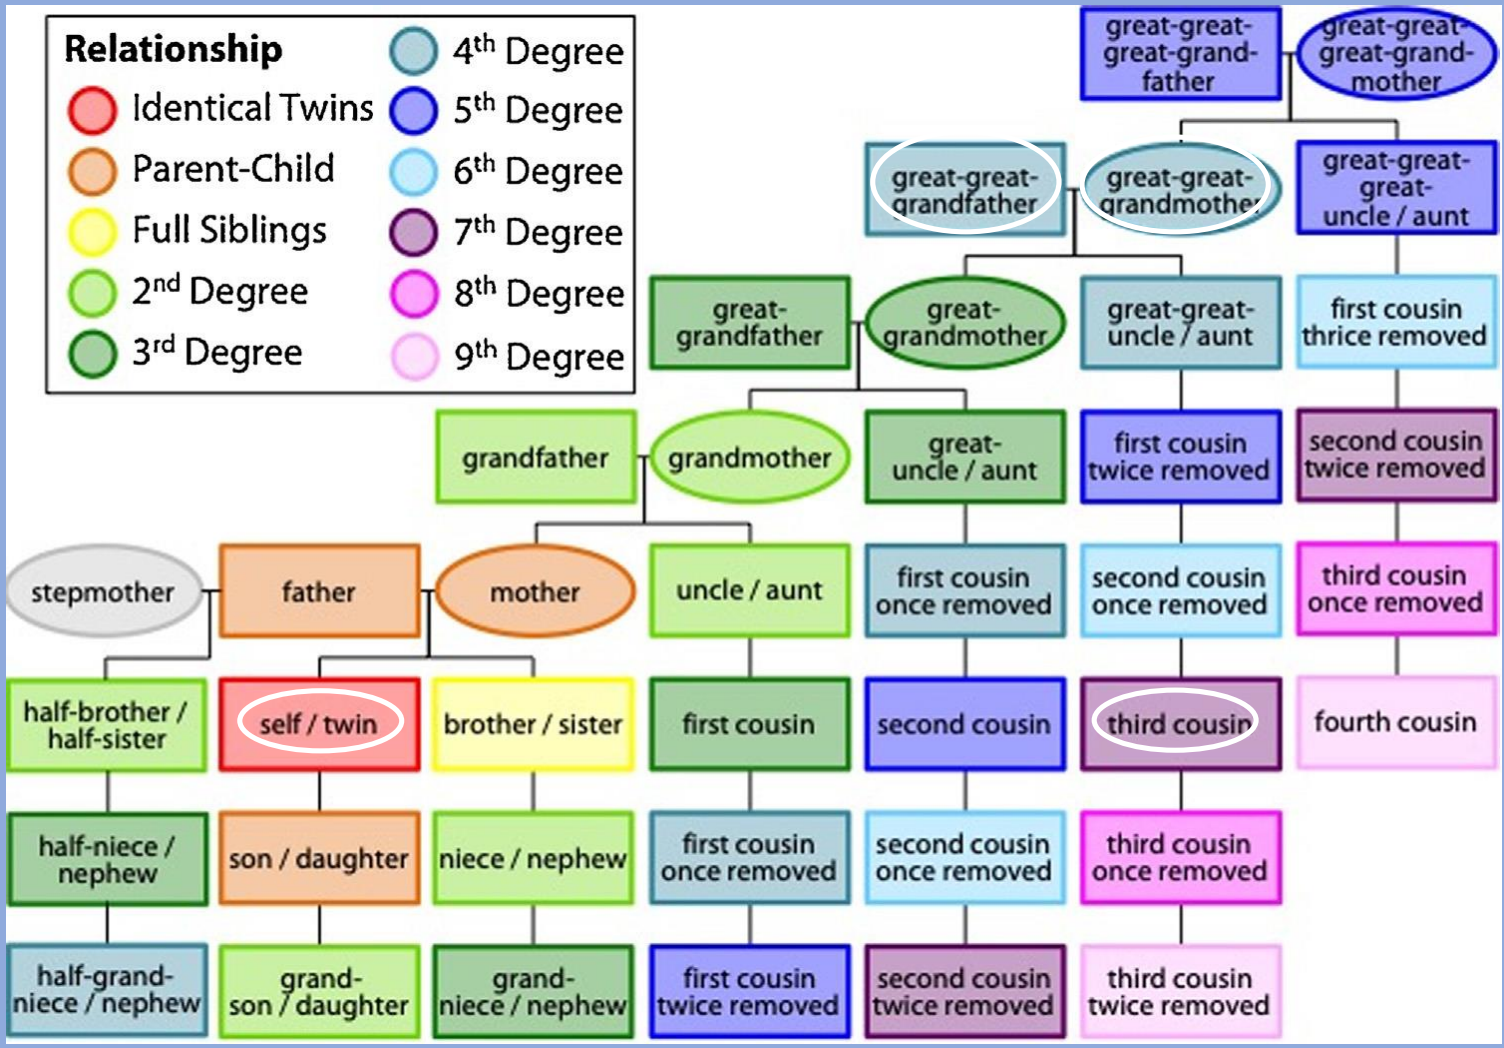 Relationship
Identical Twins
Parent-Child
Full Siblings
2nd Degree
3rd Degree
4th Degree
5th Degree
6th Degree
7th Degree
8th Degree
9th Degree
great-great-
great-grand-
father
great-great-
great-grand-
mother
great-great-
grandfather
great-great-
grandmother
great-great-
great-
uncle / aunt
great-
grandfather
great-
grandmother
great-great-
uncle / aunt
first cousin
thrice removed
grandfather
grandmother
great-
uncle / aunt
first cousin
twice removed
second cousin
twice removed
stepmother
father
mother
uncle / aunt
first cousin
once removed
second cousin
once removed
third cousin
once removed
half-brother /
half-sister
self / twin
brother / sister
first cousin
second cousin
third cousin
fourth cousin
half-niece /
nephew
son / daughter
niece / nephew
first cousin
once removed
second cousin
once removed
third cousin
once removed
half-grand-
niece / nephew
grand-
son / daughter
grand-
niece / nephew
first cousin
twice removed
second cousin
twice removed
third cousin
twice removed